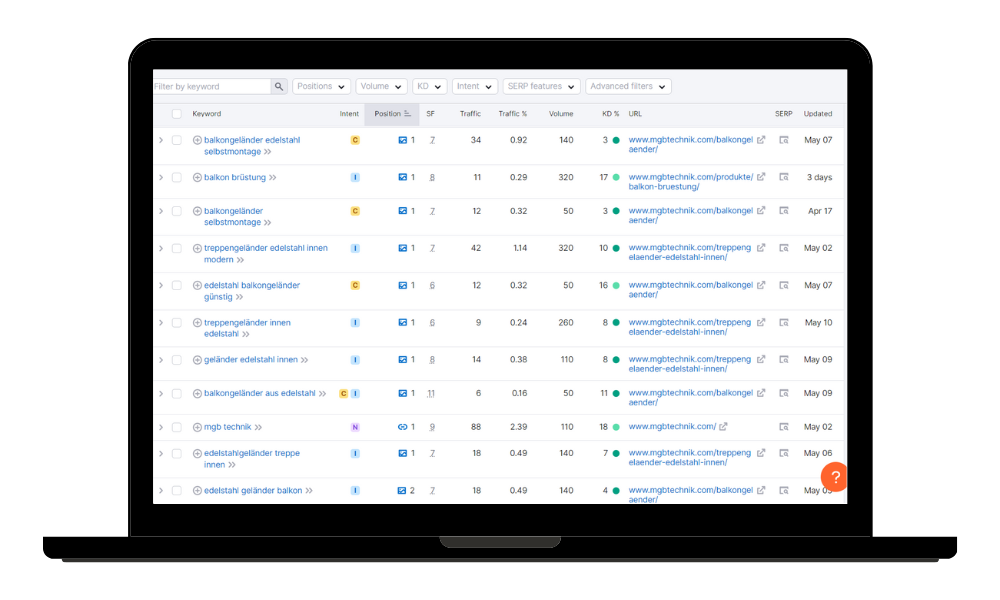 Filter by keyword Positions Volume KD Intent SERP features Advanced filters
Keyword Intent Position SF Traffic Traffic % Volume KD % URL SERP Updated
balkongeländer edelstahl C 1 7 34 0.92 140 3 www.mgbtechnik.com/balkongel May 07
selbstmontage >> aender/
balkon brüstung >> I 1 8 11 0.29 320 17 www.mgbtechnik.com/produkte/ 3 days
balkon-bruestung/
balkongeländer C 1 7 12 0.32 50 3 www.mgbtechnik.com/balkongel Apr 17
selbstmontage >> aender/
treppengeländer edelstahl innen I 1 7 42 1.14 320 10 www.mgbtechnik.com/treppeng May 02
modern >> elaender-edelstahl-innen/
edelstahl balkongeländer C 1 6 12 0.32 50 16 www.mgbtechnik.com/balkongel May 07
günstig >> aender/
treppengeländer innen I 1 6 9 0.24 260 8 www.mgbtechnik.com/treppeng May 10
edelstahl >> elaender-edelstahl-innen/
geländer edelstahl innen >> I 1 8 14 0.38 110 8 www.mgbtechnik.com/treppeng May 09
elaender-edelstahl-innen/
balkongeländer aus edelstahl >> C I 1 11 6 0.16 50 11 www.mgbtechnik.com/balkongel May 09
aender/
mgb technik >> N 1 9 88 2.39 110 18 www.mgbtechnik.com/ May 02
edelstahlgeländer treppe I 1 7 18 0.49 140 7 www.mgbtechnik.com/treppeng May 06
innen >> elaender-edelstahl-innen/
?
edelstahl geländer balkon >> I 2 7 18 0.49 140 4 www.mgbtechnik.com/balkongel May
aender/